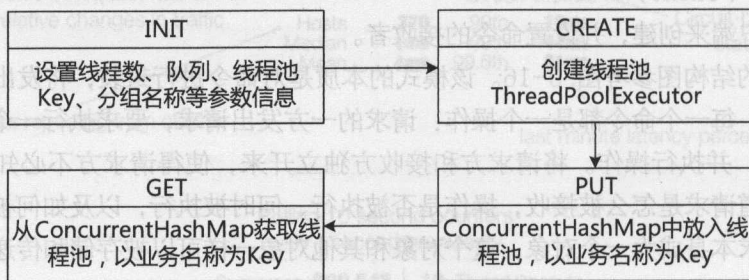 INIT
设置线程数、队列、线程池
Key、分组名称等参数信息
CREATE
创建线程池
ThreadPoolExecutor
PUT
ConcurrentHashMap中放入线
程池，以业务名称为Key
GET
从ConcurrentHashMap获取线
程池，以业务名称为Key